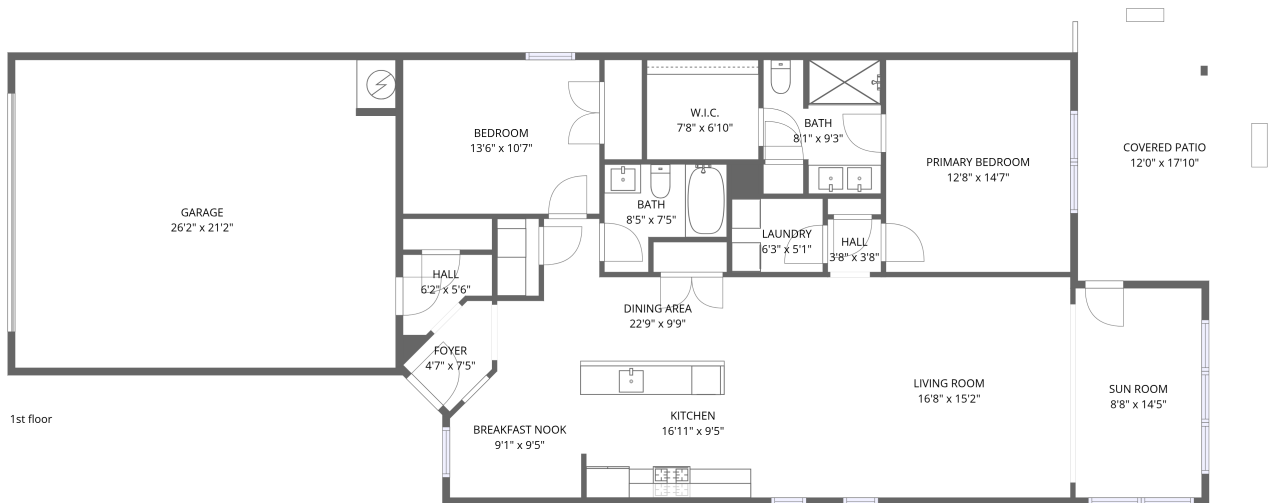 W.I.C.
7'8" x 6'10"
BATH
8'1" x 9'3"
BEDROOM
13'6" x 10'7"
COVERED PATIO
12'0" x 17'10"
PRIMARY BEDROOM
12'8" x 14'7"
BATH
8'5" x 7'5"
GARAGE
26'2" x 21'2"
LAUNDRY
6'3" x 5'1"
HALL
3'8" x 3'8"
HALL
6'2" x 5'6"
DINING AREA
22'9" x 9'9"
FOYER
4'7" x 7'5"
LIVING ROOM
16'8" x 15'2"
SUN ROOM
8'8" x 14'5"
KITCHEN
16'11" x 9'5"
1st floor
BREAKFAST NOOK
9'1" x 9'5"